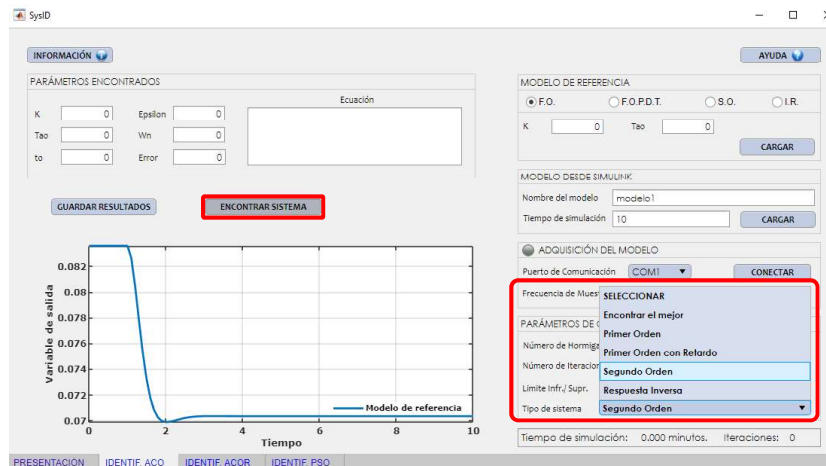 SysID
INFORMACIÓN
AYUDA
PARÁMETROS ENCONTRADOS
Ecuación
K 0 Epsilon 0
Tao 0 Wn 0
to 0 Error 0
GUARDAR RESULTADOS
ENCONTRAR SISTEMA
MODELO DE REFERENCIA
F.O. F.O.P.D.T. S.O. I.R.
K 0 Tao 0
CARGAR
MODELO DESDE SIMULINK
Nombre del modelo modelo1
Tiempo de simulación 10 CARGAR
ADQUISICIÓN DEL MODELO
Puerto de Comunicación COM1 CONECTAR
Frecuencia de Mues
SELECCIONAR
Encontrar el mejor
Primer Orden
Primer Orden con Retardo
Segundo Orden
Respuesta Inversa
PARÁMETROS DE
Número de Hormiga
Número de Iteracion
Limite Infr./ Supr.
Tipo de sistema Segundo Orden
Tiempo de simulación: 0.000 minutos. Iteraciones: 0
Variable de salida
0.082
0.08
0.078
0.076
0.074
0.072
0.07
0 2 4 6 8 10
Modelo de referencia
Tiempo
PRESENTACIÓN IDENTIF. ACO IDENTIF. ACOR IDENTIF. PSO